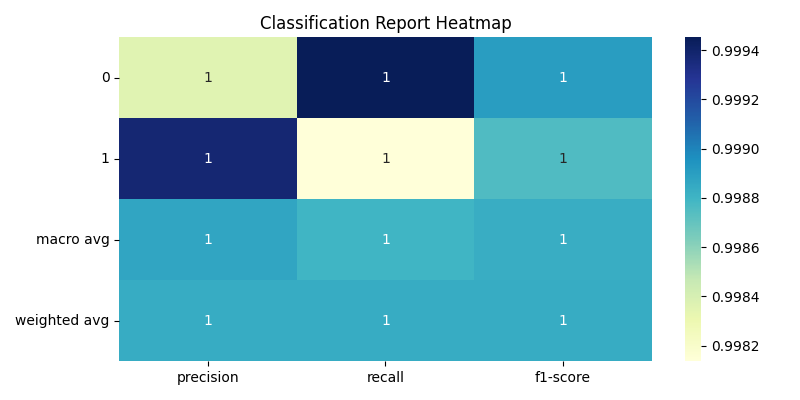 Classification Report Heatmap
0 1 1 1
1 1 1 1
macro avg 1 1 1
weighted avg 1 1 1
precision recall f1-score
0.9994
0.9992
0.9990
0.9988
0.9986
0.9984
0.9982